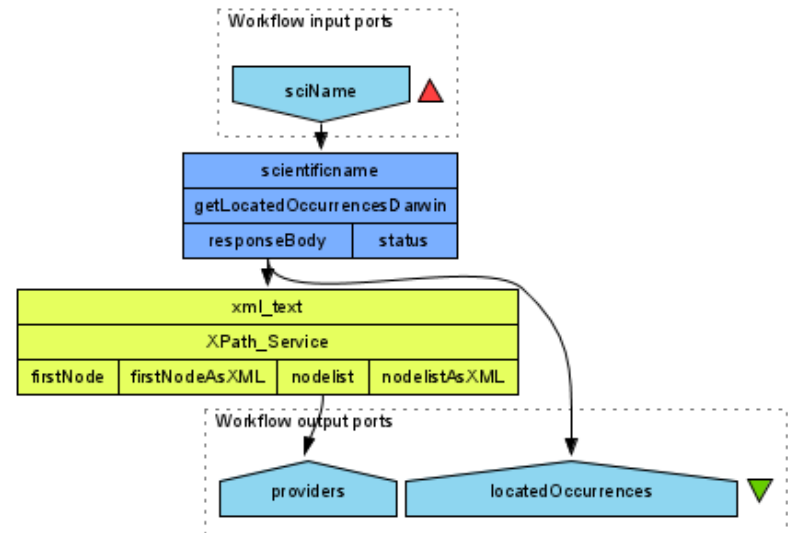 Workflow input ports
sciName
scientificname
getLocatedOccurrencesDarwin
responseBody status
xml_text
XPath_Service
firstNode firstNodeAsXML nodelist nodelistAsXML
Workflow output ports
providers locatedOccurrences